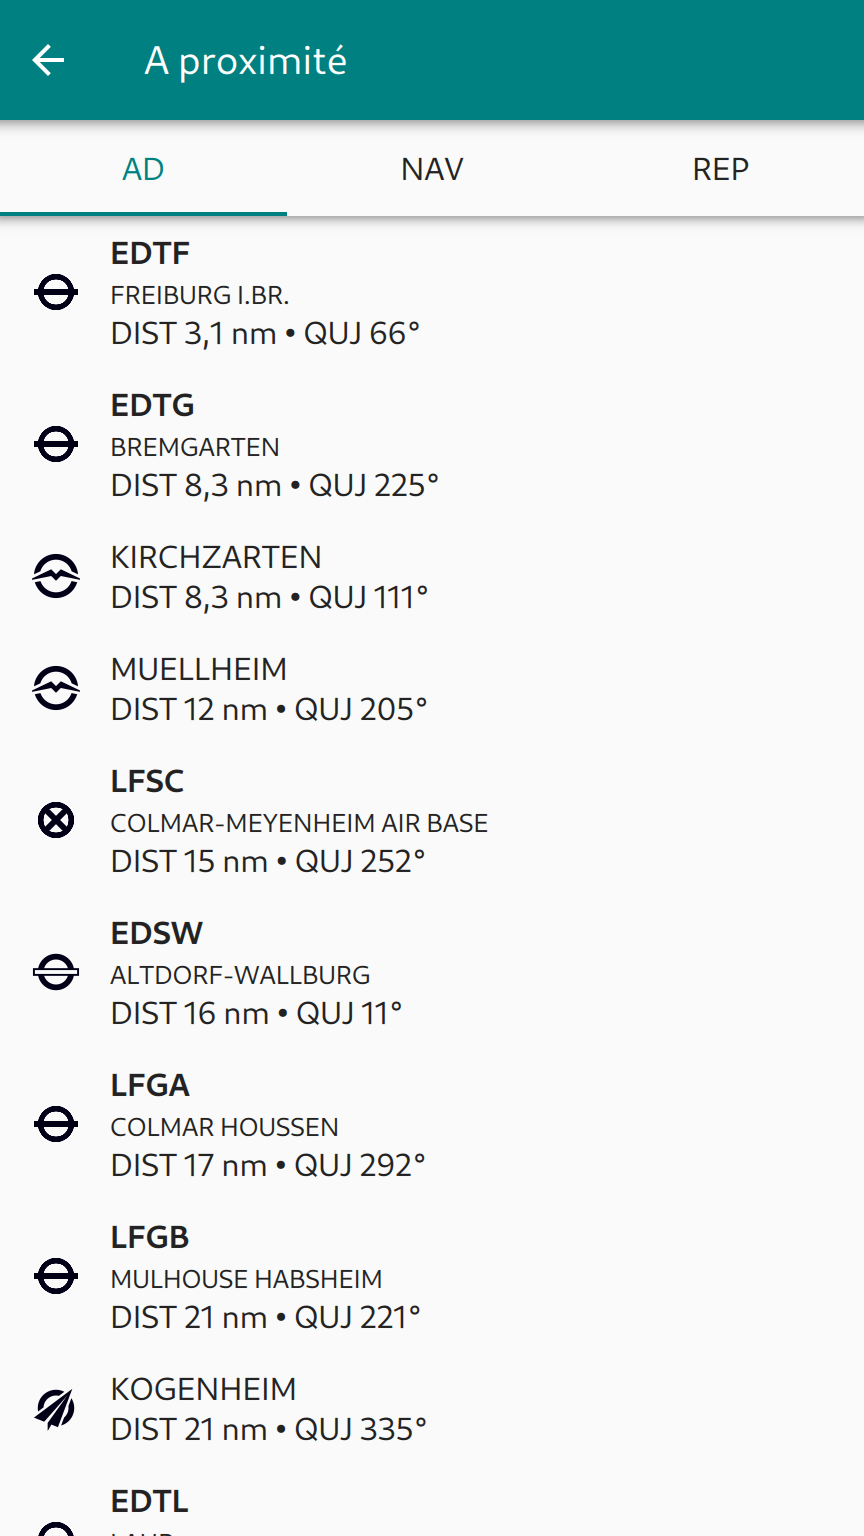 A proximité
AD NAV REP
EDTF
FREIBURG I.BR.
DIST 3,1 nm • QUJ 66°
EDTG
BREMGARTEN
DIST 8,3 nm • QUJ 225°
KIRCHZARTEN
DIST 8,3 nm • QUJ 111°
MUELLHEIM
DIST 12 nm • QUJ 205°
LFSC
COLMAR-MEYENHEIM AIR BASE
DIST 15 nm • QUJ 252°
EDSW
ALTDORF-WALLBURG
DIST 16 nm • QUJ 11°
LFGA
COLMAR HOUSSEN
DIST 17 nm • QUJ 292°
LFGB
MULHOUSE HABSHEIM
DIST 21 nm • QUJ 221°
KOGENHEIM
DIST 21 nm • QUJ 335°
EDTL